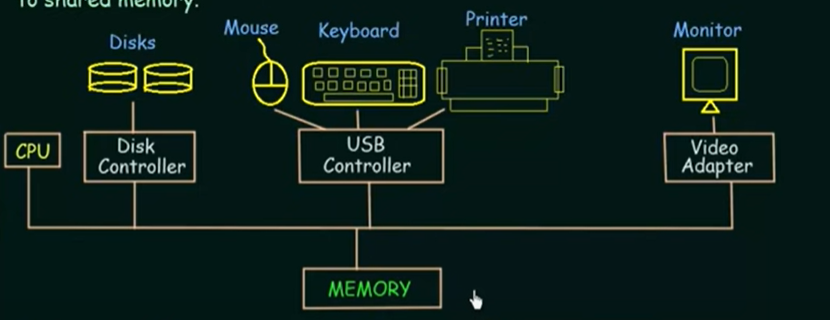 to shared memory.
Disks
Mouse
Keyboard
Printer
Monitor
CPU
Disk
Controller
USB
Controller
Video
Adapter
MEMORY